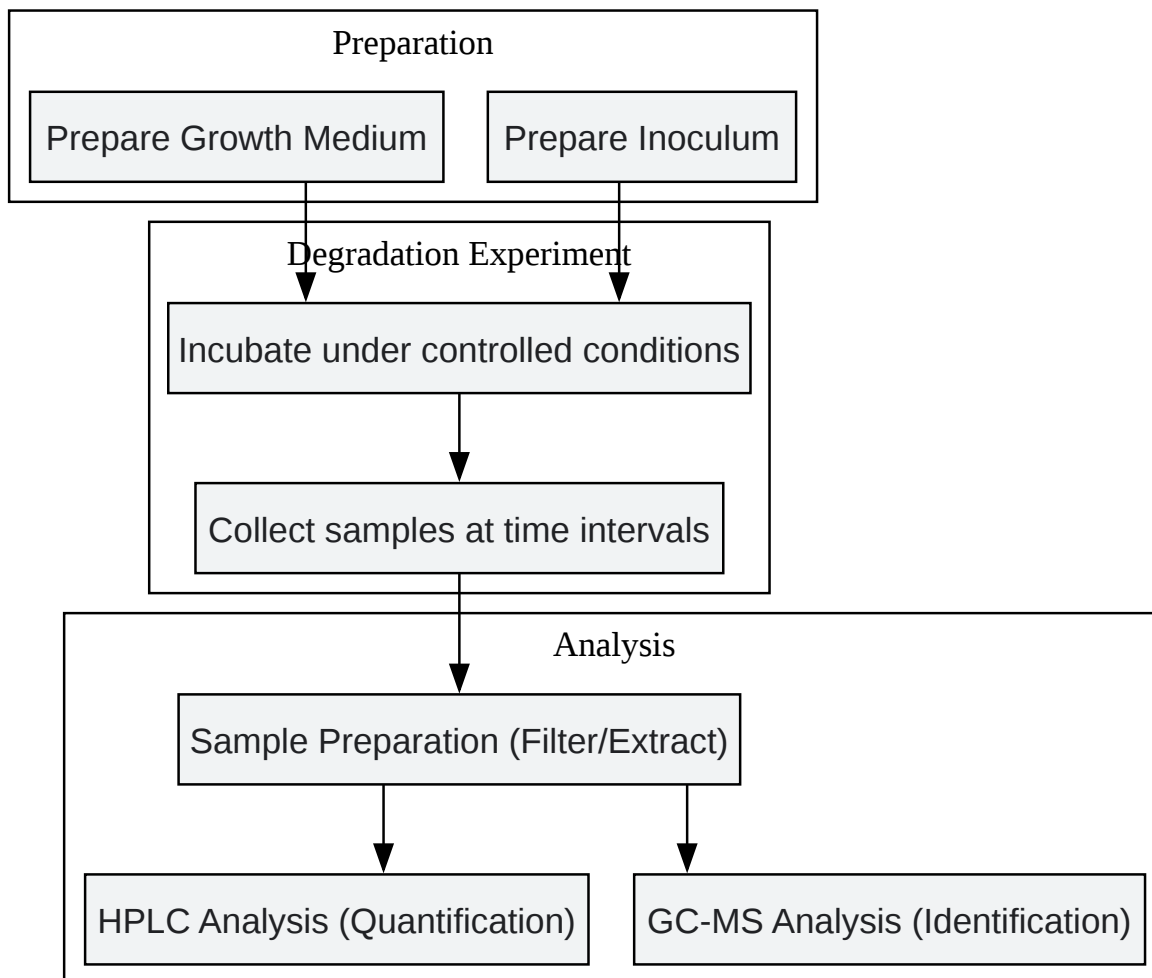 Preparation
Prepare Growth Medium
Prepare Inoculum
Degradation Experiment
Incubate under controlled conditions
Collect samples at time intervals
Analysis
Sample Preparation (Filter/Extract)
HPLC Analysis (Quantification)
GC-MS Analysis (Identification)